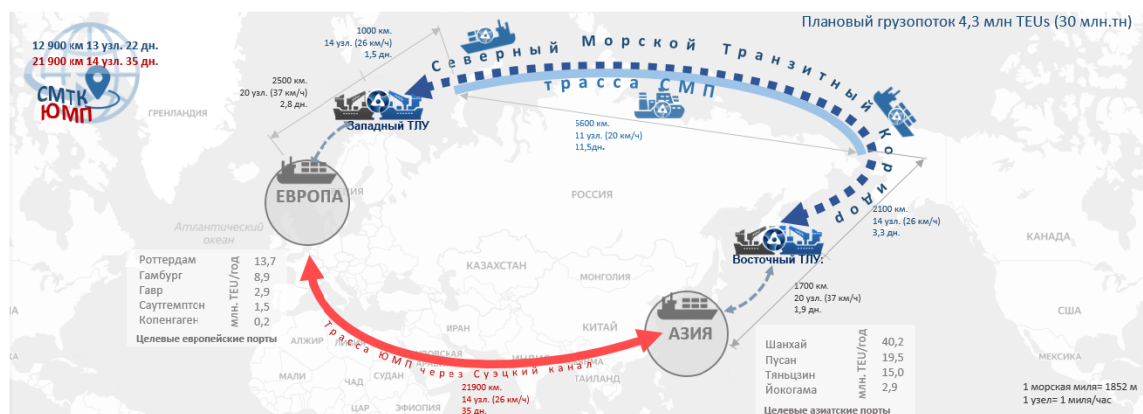 Плановый грузопоток 4,3 млн TEUs (30 млн.тн)
12 900 км 13 узл. 22 дн.
21 900 км 14 узл. 35 дн.
СМТК
ЮМП
1000 км.
14 узл. (26 км/ч)
1,5 дн.
2500 км.
20 узл. (37 км/ч)
2,8 дн.
Северный Морской Транзитный Коридор
трасса СМП
Западный ТЛУ
5600 км.
11 узл. (20 км/ч)
11,5дн.
ГРЕНЛАНДИЯ
ЕВРОПА
РОССИЯ
2100 км.
14 узл. (26 км/ч)
3,3 дн.
КАНАДА
Атлантический
океан
Восточный ТЛУ:
КАЗАХСТАН
МОНГОЛИЯ
1700 км.
20 узл. (37 км/ч)
1,9 дн.
Роттердам 13,7
Гамбург 8,9
Гавр 2,9
Саутгемптон 1,5
Копенгаген 0,2
млн. TEU/год
Целевые европейские порты
США
АЗИЯ
КИТАЙ
ИРАН
АЛЖИР
Трасса ЮМП через Суэцкий канал
Шанхай 40,2
Пусан 19,5
Тяньцзин 15,0
Йокогама 2,9
млн. TEU/год
Целевые азиатские порты
МЕКСИКА
МАЛИ
ЧАД
СУДАН
ТАИЛАНД
21900 км.
14 узл. (26 км/ч)
35 дн.
ЦАР
ЭФИОПИЯ
1 морская миля= 1852 м
1 узел= 1 миля/час